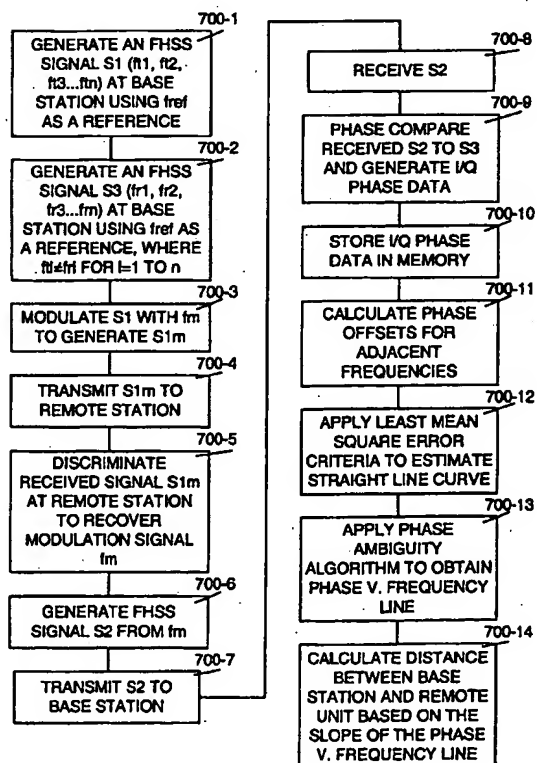 700-1
GENERATE AN FHSS
SIGNAL S1 (ft1, ft2,
ft3...ftn) AT BASE
STATION USING fref
AS A REFERENCE
700-2
GENERATE AN FHSS
SIGNAL S3 (fr1, fr2,
fr3...frn) AT BASE
STATION USING fref AS
A REFERENCE, WHERE
fti≠fri FOR i=1 TO n
700-3
MODULATE S1 WITH fm
TO GENERATE S1m
700-4
TRANSMIT S1m TO
REMOTE STATION
700-5
DISCRIMINATE
RECEIVED SIGNAL S1m
AT REMOTE STATION
TO RECOVER
MODULATION SIGNAL
fm
700-6
GENERATE FHSS
SIGNAL S2 FROM fm
700-7
TRANSMIT S2 TO
BASE STATION
700-8
RECEIVE S2
700-9
PHASE COMPARE
RECEIVED S2 TO S3
AND GENERATE I/Q
PHASE DATA
700-10
STORE I/Q PHASE
DATA IN MEMORY
700-11
CALCULATE PHASE
OFFSETS FOR
ADJACENT
FREQUENCIES
700-12
APPLY LEAST MEAN
SQUARE ERROR
CRITERIA TO ESTIMATE
STRAIGHT LINE CURVE
700-13
APPLY PHASE
AMBIGUITY
ALGORITHM TO OBTAIN
PHASE V. FREQUENCY
LINE
700-14
CALCULATE DISTANCE
BETWEEN BASE
STATION AND REMOTE
UNIT BASED ON THE
SLOPE OF THE PHASE
V. FREQUENCY LINE